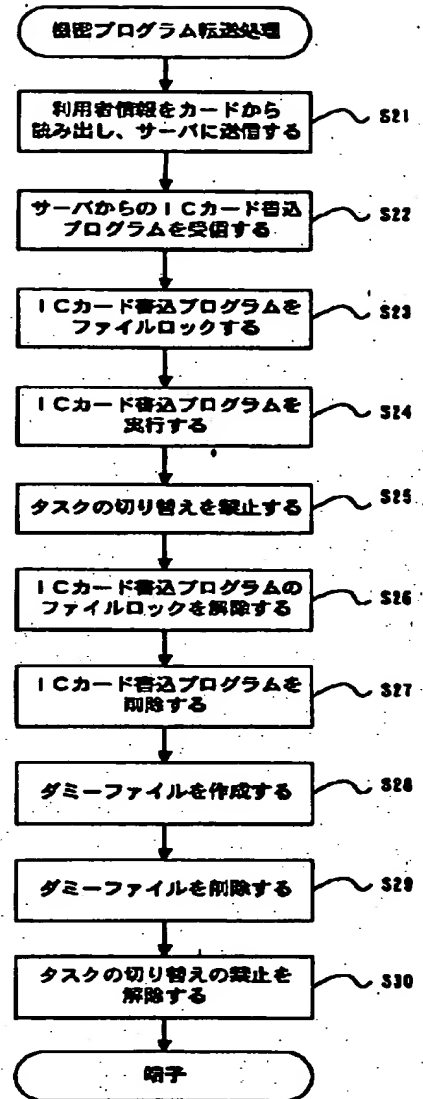 機密プログラム転送処理
利用者情報をカードから
読み出し、サーバに送信する
S21
サーバからのICカード書込
プログラムを受信する
S22
ICカード書込プログラムを
ファイルロックする
S23
ICカード書込プログラムを
実行する
S24
タスクの切り替えを禁止する
S25
ICカード書込プログラムの
ファイルロックを解除する
S26
ICカード書込プログラムを
削除する
S27
ダミーファイルを作成する
S28
ダミーファイルを削除する
S29
タスクの切り替えの禁止を
解除する
S30